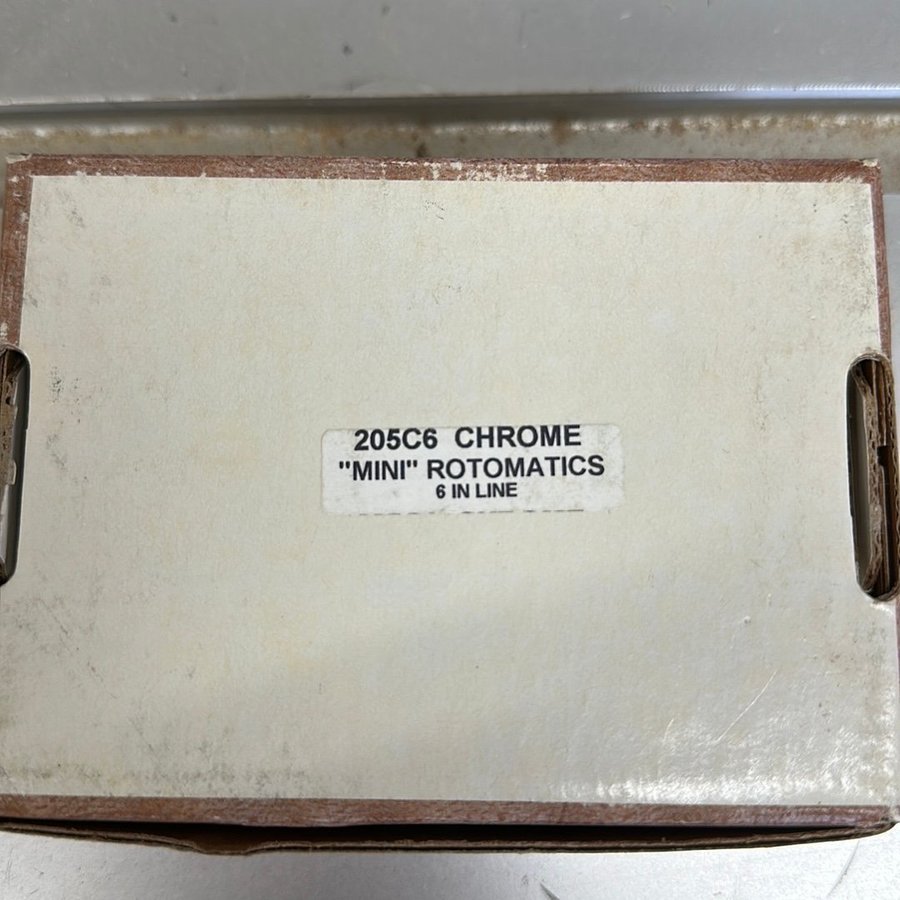 205C6 CHROME
"MINI" ROTOMATICS
6 IN LINE